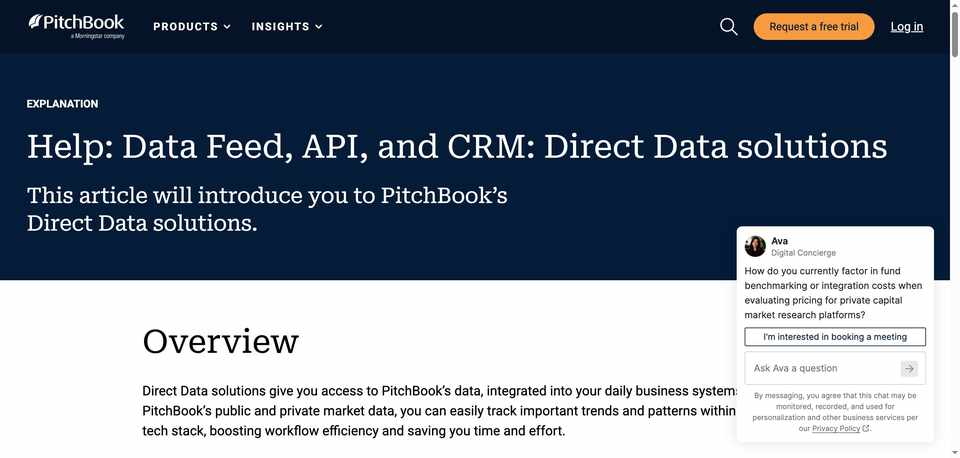 PitchBook
a Morningstar company
PRODUCTS
INSIGHTS
Request a free trial
Log in
EXPLANATION
Help: Data Feed, API, and CRM: Direct Data solutions
This article will introduce you to PitchBook’s
Direct Data solutions.
Overview
Direct Data solutions give you access to PitchBook’s data, integrated into your daily business
PitchBook’s public and private market data, you can easily track important trends and patterns within
tech stack, boosting workflow efficiency and saving you time and effort.
Ava
Digital Concierge
How do you currently factor in fund
benchmarking or integration costs when
evaluating pricing for private capital
market research platforms?
I'm interested in booking a meeting
Ask Ava a question
By messaging, you agree that this chat may be
monitored, recorded, and used for
personalization and other business services per
our Privacy Policy.